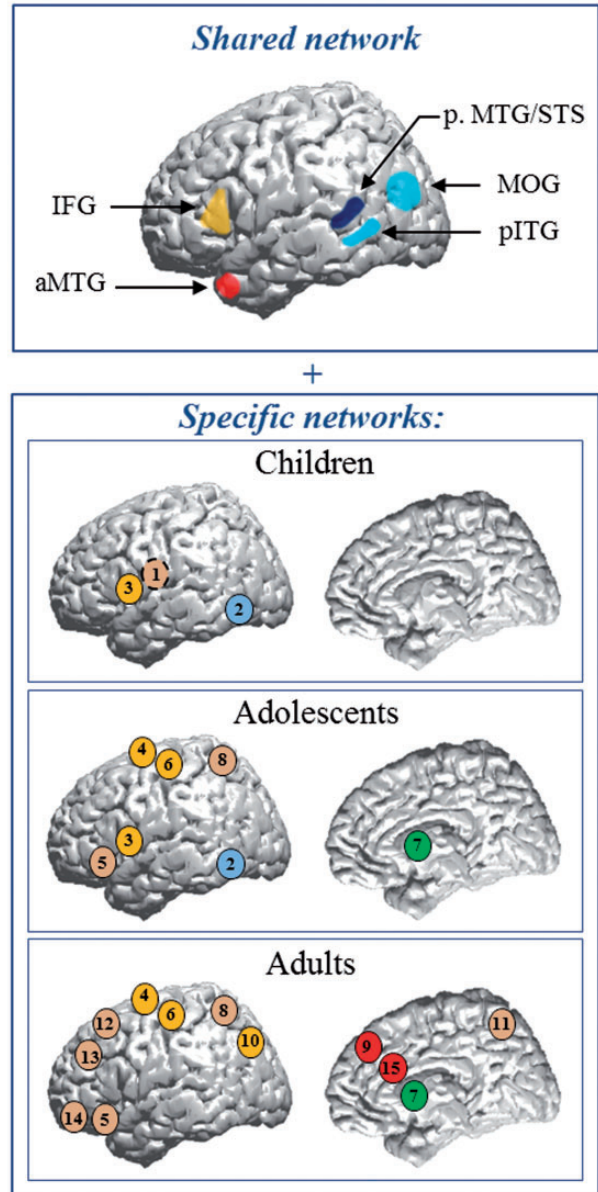 Shared network
p. MTG/STS
MOG
IFG
pITG
aMTG
+
Specific networks:
Children
1
3
2
Adolescents
4
6
8
3
5
2
7
Adults
4
6
8
12
10
13
14
5
9
11
15
7